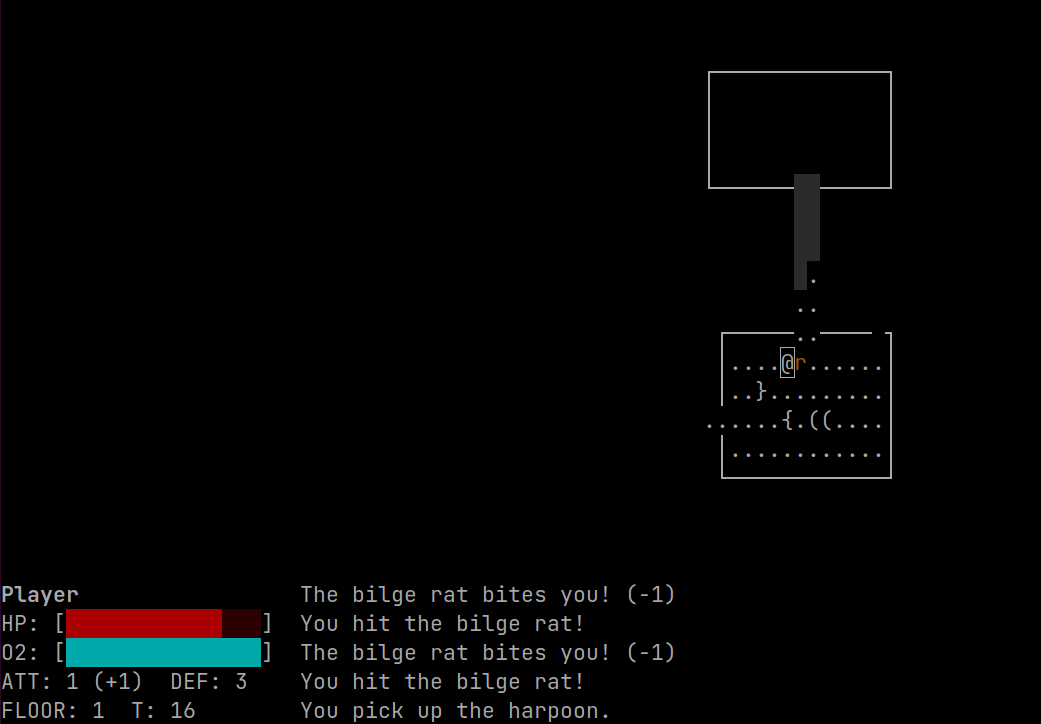 .
..
..
....@r......
..}.........
......{.((....
............
Player
HP: [ ]
O2: [ ]
ATT: 1 (+1)  DEF: 3
FLOOR: 1  T: 16
The bilge rat bites you! (-1)
You hit the bilge rat!
The bilge rat bites you! (-1)
You hit the bilge rat!
You pick up the harpoon.